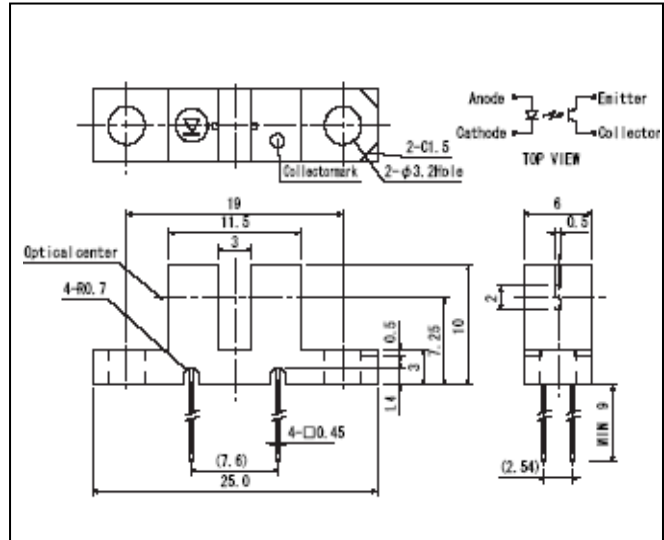 Anode
Emitter
Cathode
Collector
TOP VIEW
2-C1.5
2-φ3.2Hole
Collectormark
19
11.5
3
Optical center
4-R0.7
0.5
3
7.25
10
1.4
4-□0.45
(7.6)
25.0
6
0.5
2
MIN 9
(2.54)